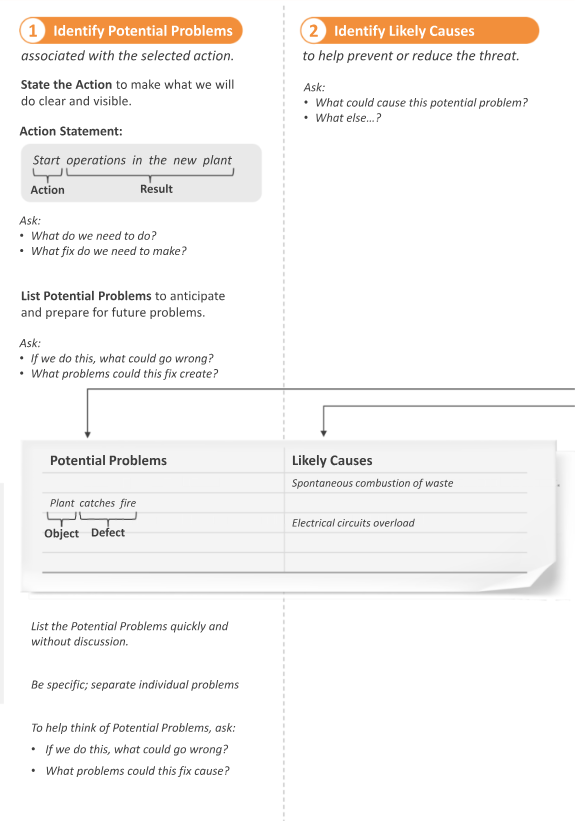 1 Identify Potential Problems
associated with the selected action.
State the Action to make what we will
do clear and visible.
Action Statement:
Start operations in the new plant
Action Result
Ask:
• What do we need to do?
• What fix do we need to make?
List Potential Problems to anticipate
and prepare for future problems.
Ask:
• If we do this, what could go wrong?
• What problems could this fix create?
2 Identify Likely Causes
to help prevent or reduce the threat.
Ask:
• What could cause this potential problem?
• What else...?
Potential Problems Likely Causes
Spontaneous combustion of waste
Plant catches fire
Electrical circuits overload
Object Defect
List the Potential Problems quickly and
without discussion.
Be specific; separate individual problems
To help think of Potential Problems, ask:
• If we do this, what could go wrong?
• What problems could this fix cause?